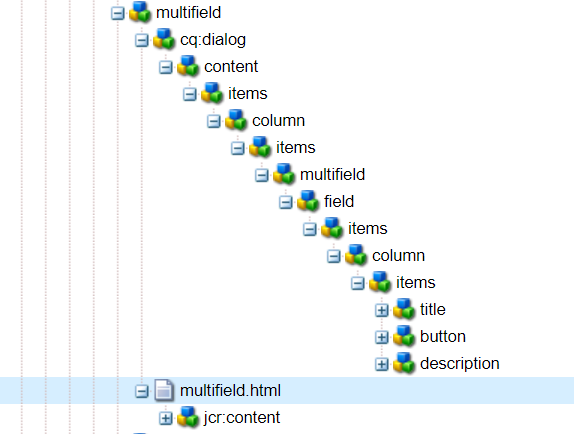 multifield
cq:dialog
content
items
column
items
multifield
field
items
column
items
title
button
description
multifield.html
jcr:content